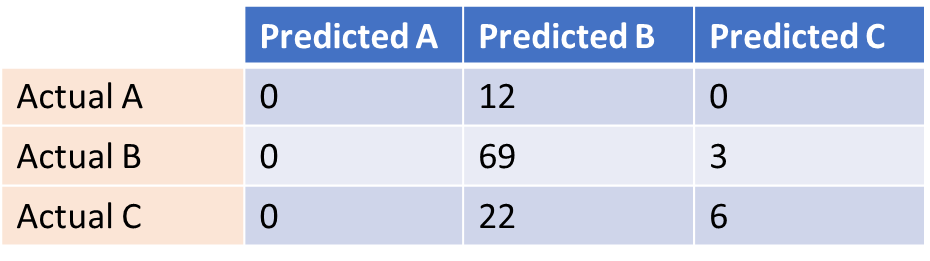 Predicted A Predicted B Predicted C
Actual A 0 12 0
Actual B 0 69 3
Actual C 0 22 6